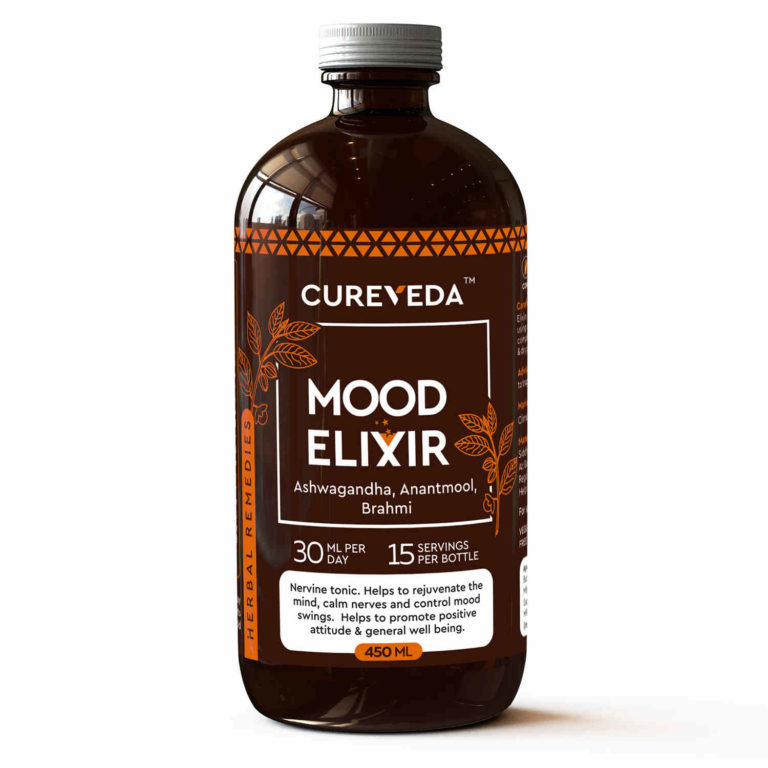 CUREVEDA™
MOOD
ELIXIR
Ashwagandha, Anantmool,
Brahmi
30 ML PER DAY
15 SERVINGS PER BOTTLE
Nervine tonic. Helps to rejuvenate the
mind, calm nerves and control mood
swings. Helps to promote positive
attitude & general well being.
450 ML
HERBAL REMEDIES